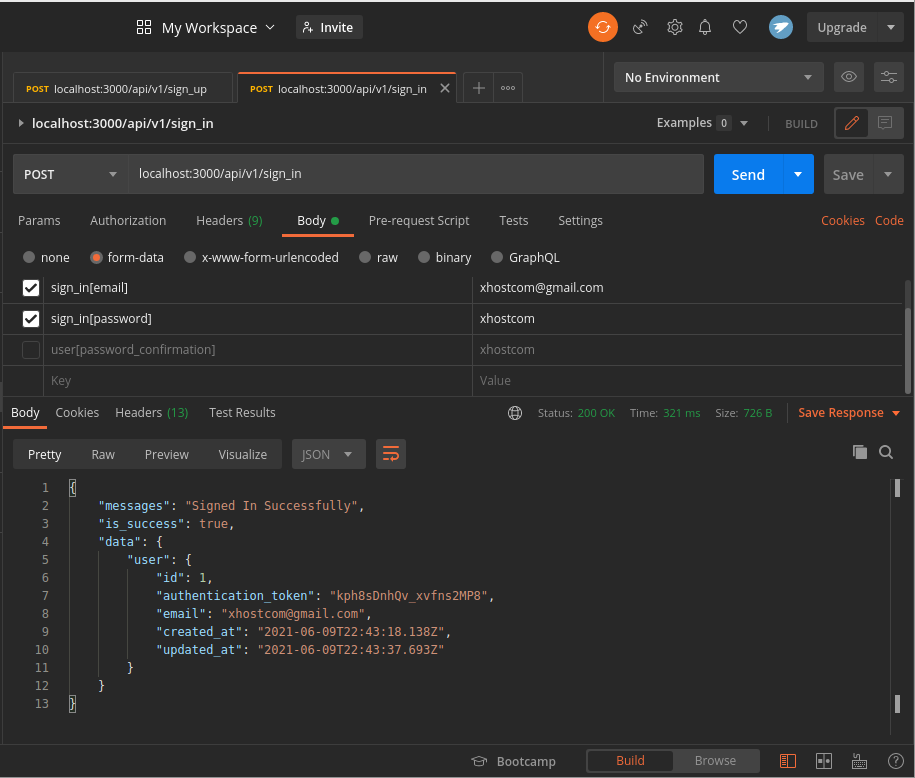 My Workspace Invite Upgrade
POST localhost:3000/api/v1/sign_up POST localhost:3000/api/v1/sign_in No Environment
localhost:3000/api/v1/sign_in Examples 0 BUILD
POST localhost:3000/api/v1/sign_in Send Save
Params Authorization Headers (9) Body Pre-request Script Tests Settings Cookies Code
none form-data x-www-form-urlencoded raw binary GraphQL
sign_in[email] xhostcom@gmail.com
sign_in[password] xhostcom
user[password_confirmation] xhostcom
Key Value
Body Cookies Headers (13) Test Results Status: 200 OK Time: 321 ms Size: 726 B Save Response
Pretty Raw Preview Visualize JSON
1 {
2 "messages": "Signed In Successfully",
3 "is_success": true,
4 "data": {
5 "user": {
6 "id": 1,
7 "authentication_token": "kph8sDnhQv_xvfns2MP8",
8 "email": "xhostcom@gmail.com",
9 "created_at": "2021-06-09T22:43:18.138Z",
10 "updated_at": "2021-06-09T22:43:37.693Z"
11 }
12 }
13 }
Bootcamp Build Browse ?